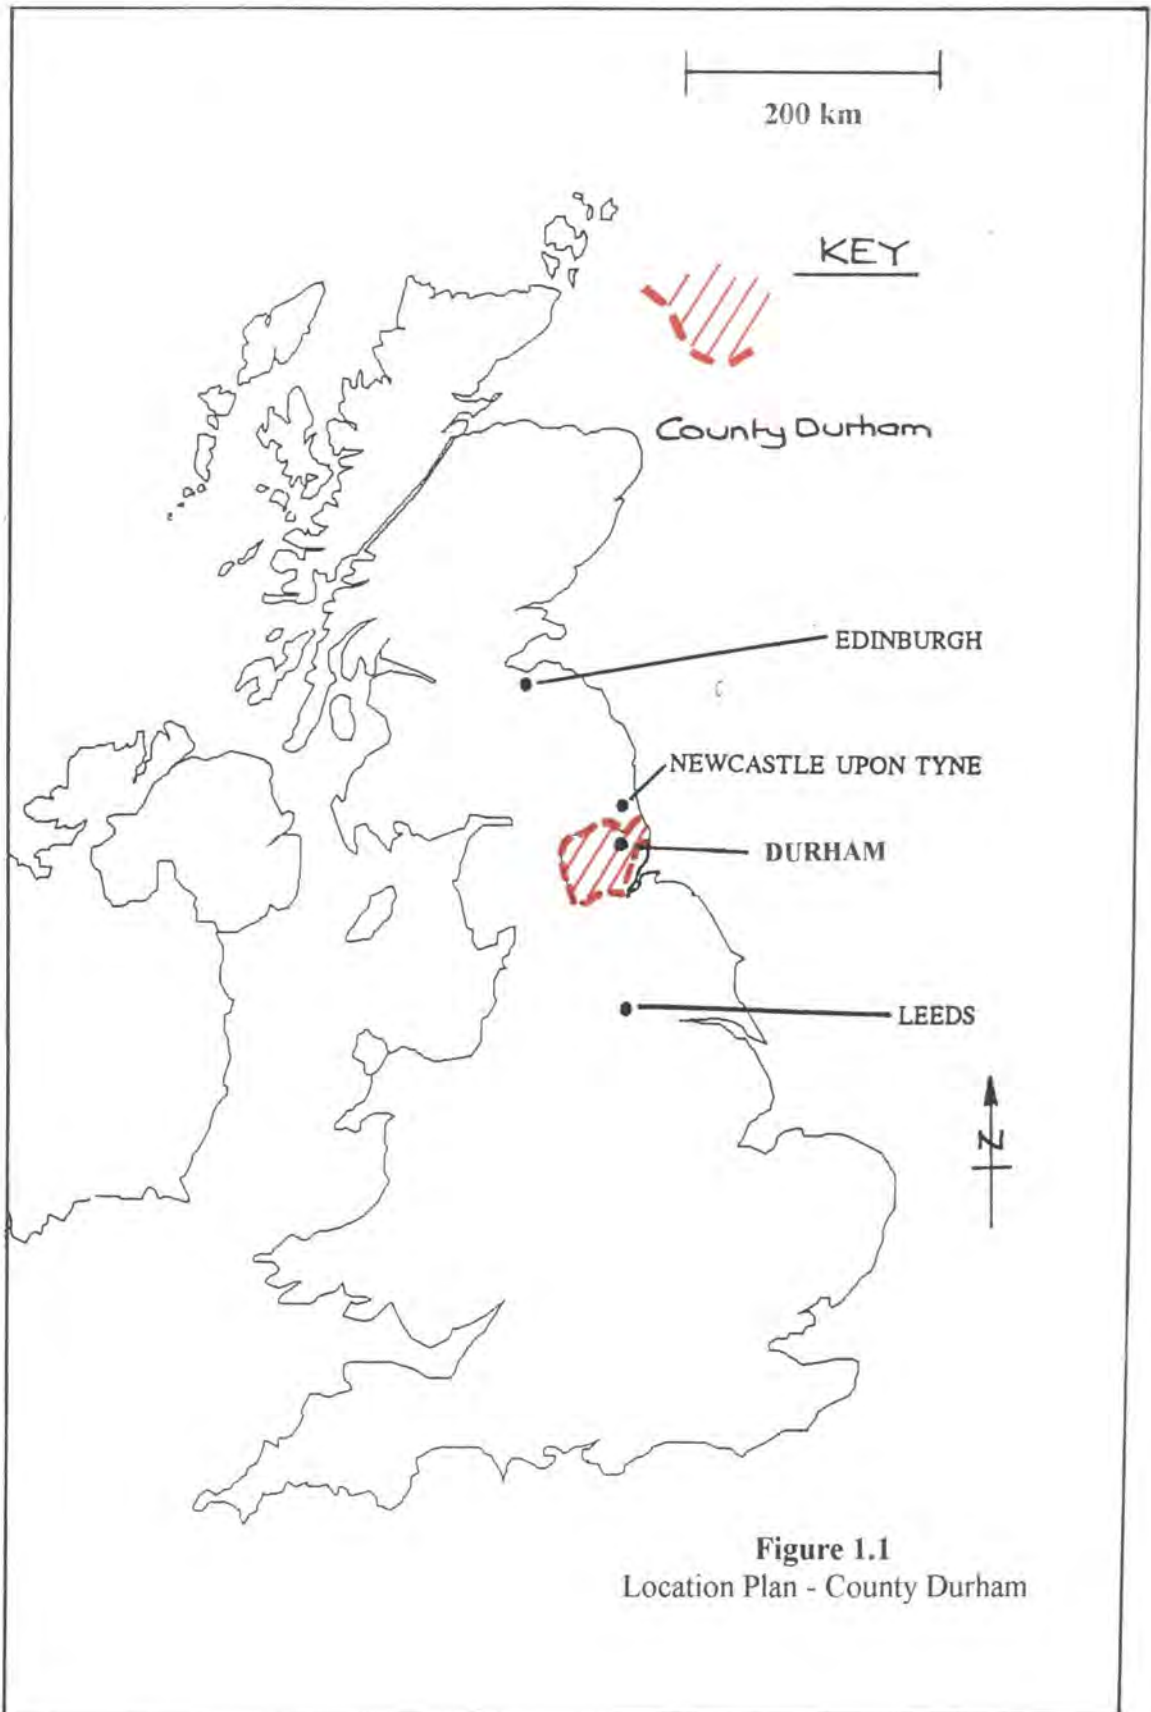 200 km
KEY
County Durham
EDINBURGH
NEWCASTLE UPON TYNE
DURHAM
LEEDS
N
Figure 1.1
Location Plan - County Durham